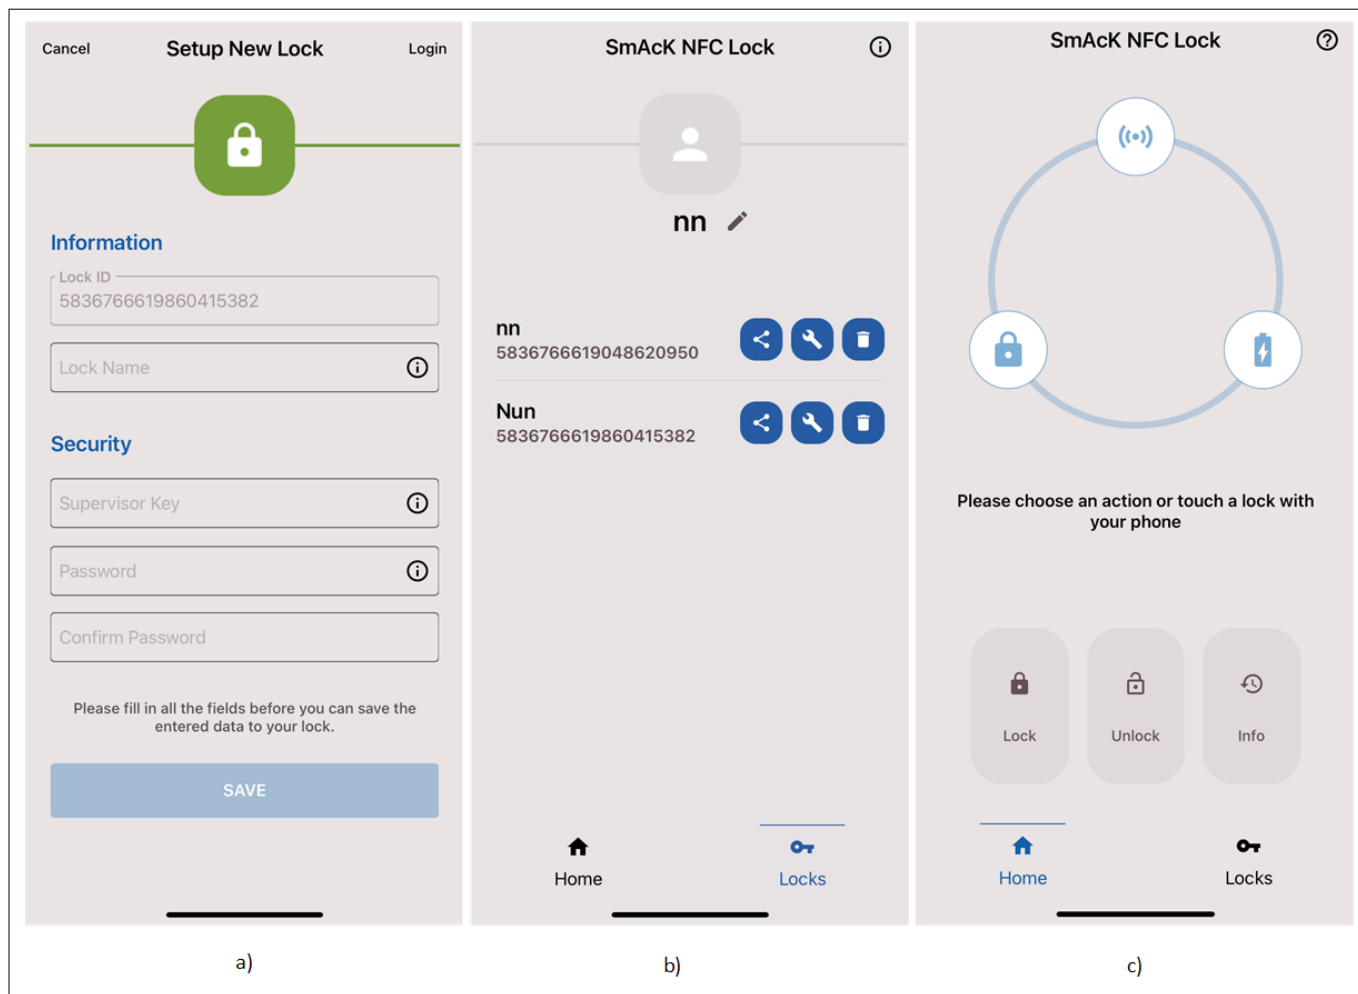 Cancel Setup New Lock Login
Information
Lock ID
5836766619860415382
Lock Name
Security
Supervisor Key
Password
Confirm Password
Please fill in all the fields before you can save the
entered data to your lock.
SAVE
a)
SmAcK NFC Lock
nn
nn
5836766619048620950
Nun
5836766619860415382
Home Locks
b)
SmAcK NFC Lock
Please choose an action or touch a lock with
your phone
Lock Unlock Info
Home Locks
c)